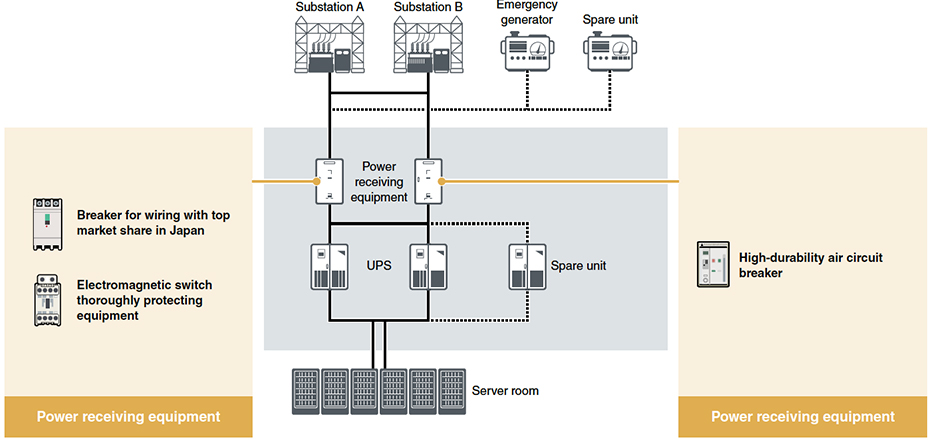 Substation A
Substation B
Emergency
generator
Spare unit
Power
receiving
equipment
Breaker for wiring with top
market share in Japan
Electromagnetic switch
thoroughly protecting
equipment
UPS
Spare unit
High-durability air circuit
breaker
Server room
Power receiving equipment
Power receiving equipment